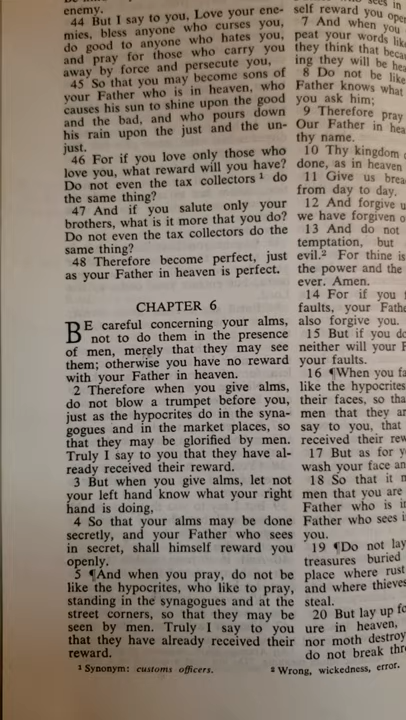 enemy.
44 But I say to you, Love your ene-
mies, bless anyone who curses you,
do good to anyone who hates you,
and pray for those who carry you
away by force and persecute you,
45 So that you may become sons of
your Father who is in heaven, who
causes his sun to shine upon the good
and the bad, and who pours down
his rain upon the just and the un-
just.
46 For if you love only those who
love you, what reward will you have?
Do not even the tax collectors ¹ do
the same thing?
47 And if you salute only your
brothers, what is it more that you do?
Do not even the tax collectors do the
same thing?
48 Therefore become perfect, just
as your Father in heaven is perfect.
CHAPTER 6
BE careful concerning your alms,
not to do them in the presence
of men, merely that they may see
them; otherwise you have no reward
with your Father in heaven.
2 Therefore when you give alms,
do not blow a trumpet before you,
just as the hypocrites do in the syna-
gogues and in the market places, so
that they may be glorified by men.
Truly I say to you that they have al-
ready received their reward.
3 But when you give alms, let not
your left hand know what your right
hand is doing,
4 So that your alms may be done
secretly, and your Father who sees
in secret, shall himself reward you
openly.
5 ¶And when you pray, do not be
like the hypocrites, who like to pray,
standing in the synagogues and at the
street corners, so that they may be
seen by men. Truly I say to you
that they have already received their
reward.
¹ Synonym: customs officers.
self reward you
7 And when you
peat your words
they think that
ing they will be
8 Do not be like
Father knows what
you ask him;
9 Therefore pray
Our Father in
thy name.
10 Thy kingdom
done, as in heaven
11 Give us
from day to day.
12 And forgive
we have forgiven
13 And do not
temptation, but
evil.² For thine is
the power and the
ever. Amen.
14 For if you
faults, your
also forgive you.
15 But if you
neither will your
your faults.
16 ¶When you
like the hypocrites
their faces, so
men that they
say to you, that
received their
17 But as for
wash your face
18 So that it
men that you are
Father who is
Father who sees
you.
19 ¶Do not lay
treasures buried
place where rust
and where thieves
steal.
20 But lay up
ure in heaven,
nor moth destroy
do not break
² Wrong, wickedness, error.